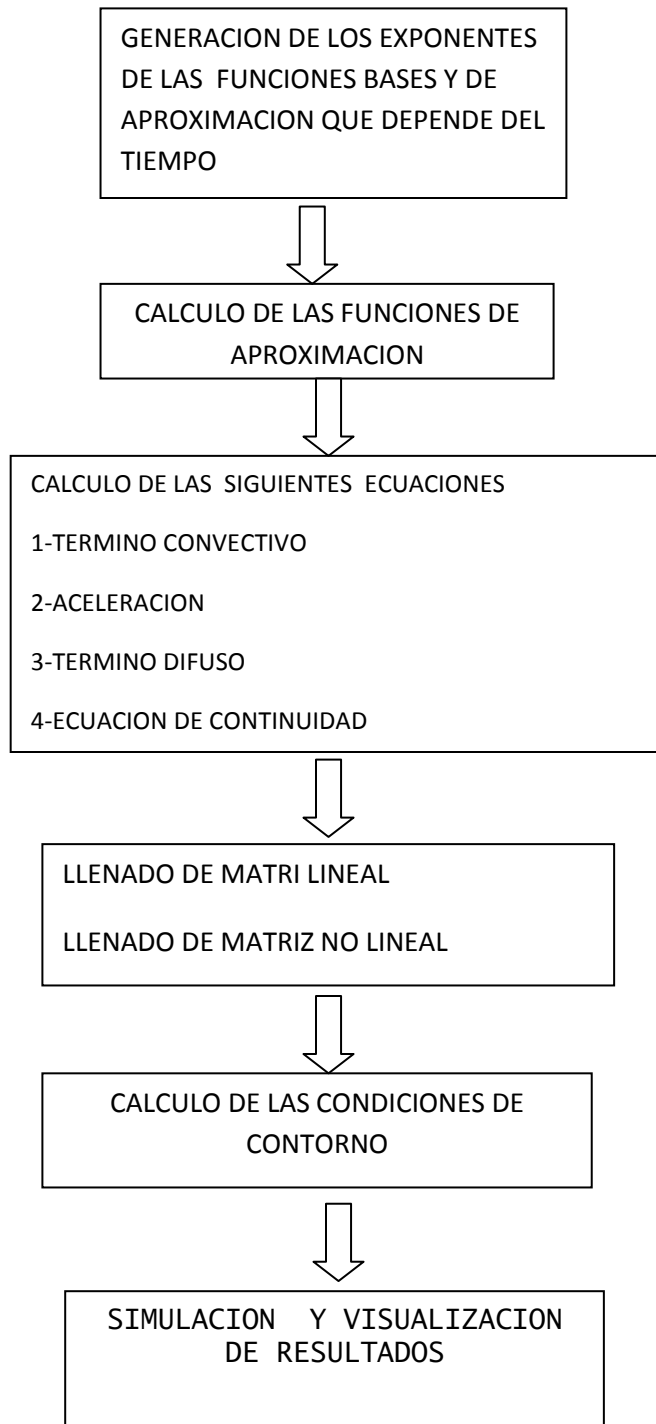 GENERACION DE LOS EXPONENTES
DE LAS FUNCIONES BASES Y DE
APROXIMACION QUE DEPENDE DEL
TIEMPO
CALCULO DE LAS FUNCIONES DE
APROXIMACION
CALCULO DE LAS SIGUIENTES ECUACIONES
1-TERMINO CONVECTIVO
2-ACELERACION
3-TERMINO DIFUSO
4-ECUACION DE CONTINUIDAD
LLENADO DE MATRI LINEAL
LLENADO DE MATRIZ NO LINEAL
CALCULO DE LAS CONDICIONES DE
CONTORNO
SIMULACION Y VISUALIZACION
DE RESULTADOS